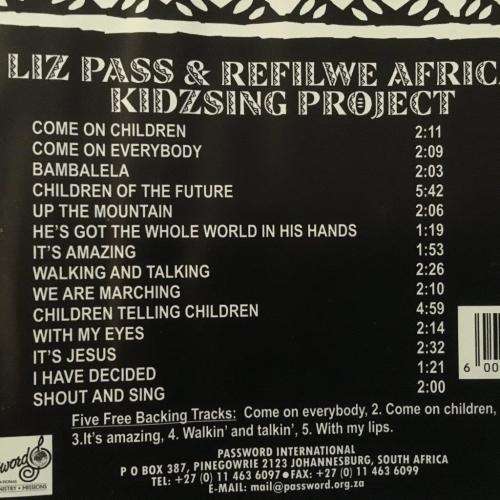 LIZ PASS & REFILWE AFRIC
KIDZSING PROJECT
COME ON CHILDREN 2:11
COME ON EVERYBODY 2:09
BAMBALELA 2:03
CHILDREN OF THE FUTURE 5:42
UP THE MOUNTAIN 2:06
HE'S GOT THE WHOLE WORLD IN HIS HANDS 1:19
IT'S AMAZING 1:53
WALKING AND TALKING 2:26
WE ARE MARCHING 2:10
CHILDREN TELLING CHILDREN 4:59
WITH MY EYES 2:14
IT'S JESUS 2:32
I HAVE DECIDED 1:21
SHOUT AND SING 2:00
6 00
Five Free Backing Tracks: Come on everybody, 2. Come on children,
3.It's amazing, 4. Walkin' and talkin', 5. With my lips.
PASSWORD INTERNATIONAL
P O BOX 387, PINEGOWRIE 2123 JOHANNESBURG, SOUTH AFRICA
TEL: +27 (0) 11 463 6097•FAX: +27 (0) 11 463 6099
E-MAIL: mail@password.org.za
sword
NISTRY • MISSIONS